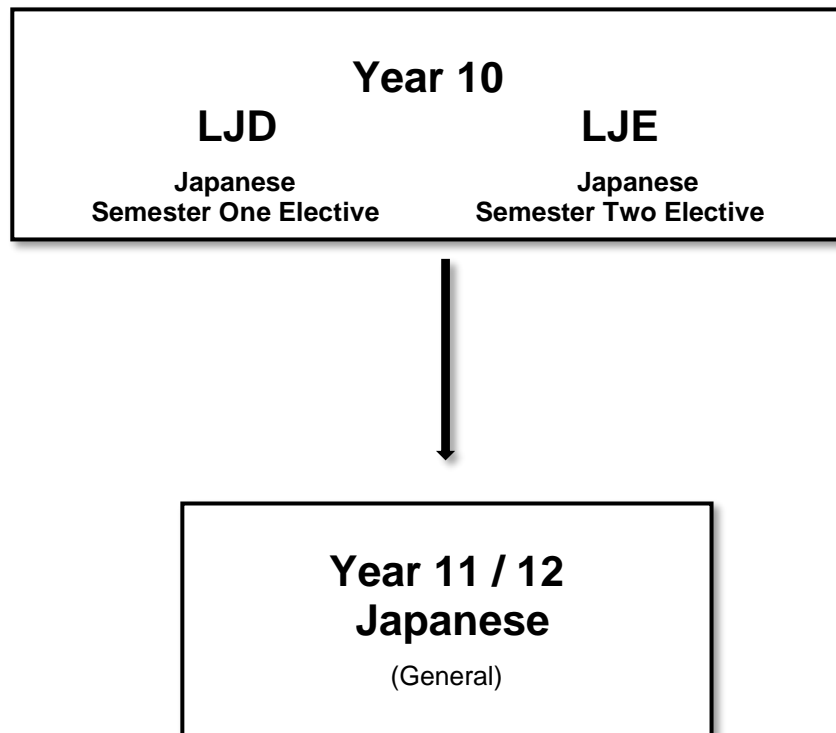 Year 10
LJD LJE
Japanese Japanese
Semester One Elective Semester Two Elective
Year 11 / 12
Japanese
(General)